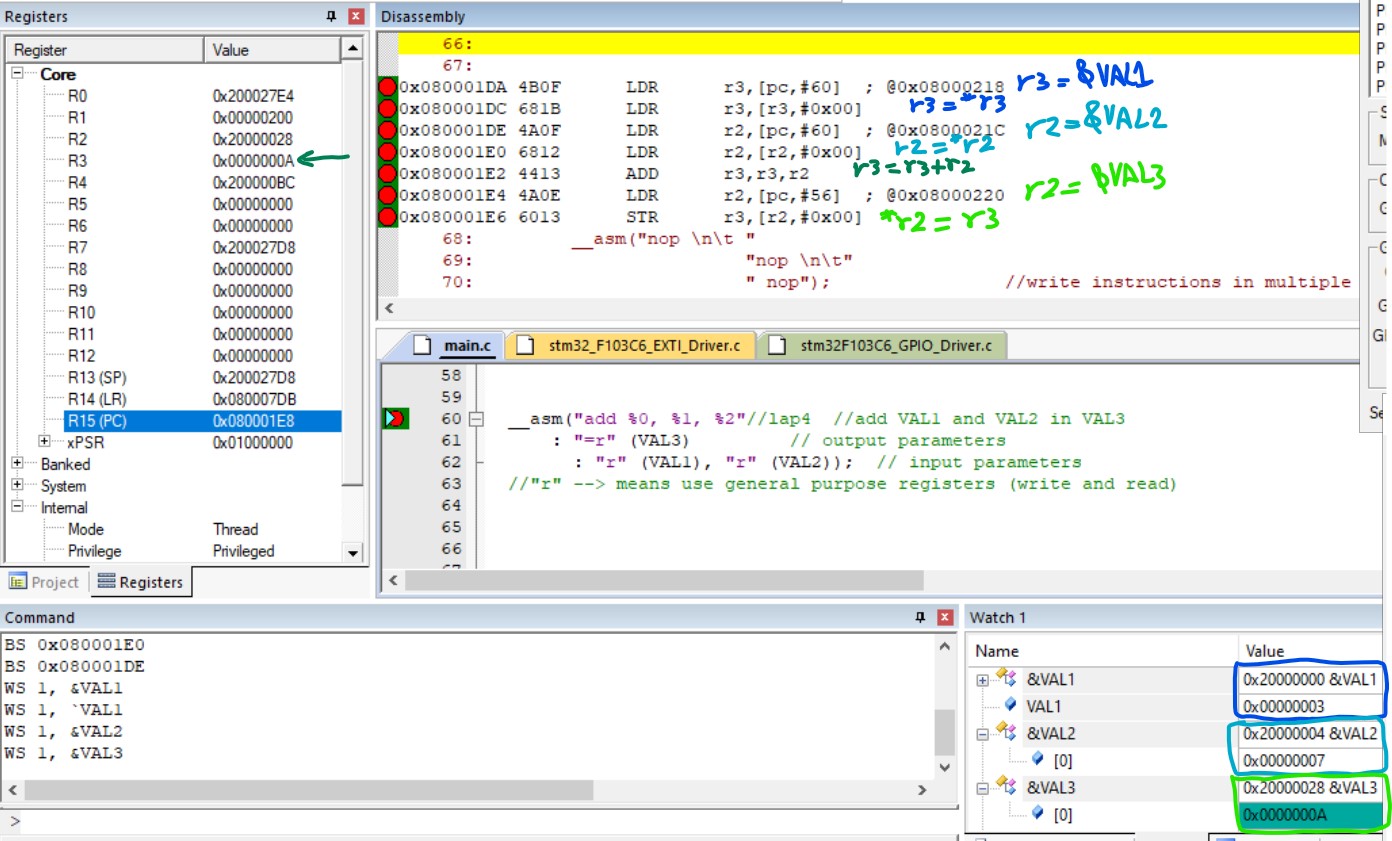 Registers
Register Value
Core
R0 0x200027E4
R1 0x00000200
R2 0x20000028
R3 0x0000000A
R4 0x200000BC
R5 0x00000000
R6 0x00000000
R7 0x200027D8
R8 0x00000000
R9 0x00000000
R10 0x00000000
R11 0x00000000
R12 0x00000000
R13 (SP) 0x200027D8
R14 (LR) 0x080007DB
R15 (PC) 0x080001E8
xPSR 0x01000000
Banked
System
Internal
Mode Thread
Privilege Privileged
Project Registers
Disassembly
66:
67:
0x080001DA 4B0F LDR r3,[pc,#60] ; @0x08000218 r3=&VAL1
0x080001DC 681B LDR r3,[r3,#0x00] r3=*r3
0x080001DE 4A0F LDR r2,[pc,#60] ; @0x0800021C r2=&VAL2
0x080001E0 6812 LDR r2,[r2,#0x00] r2=*r2
0x080001E2 4413 ADD r3,r3,r2 r3=r3+r2
0x080001E4 4A0E LDR r2,[pc,#56] ; @0x08000220 r2=&VAL3
0x080001E6 6013 STR r3,[r2,#0x00] *r2=r3
68: __asm("nop \n\t "
69: "nop \n\t"
70: " nop"); //write instructions in multiple
main.c stm32_F103C6_EXTI_Driver.c stm32F103C6_GPIO_Driver.c
58
59
60 __asm("add %0, %1, %2"//lap4 //add VAL1 and VAL2 in VAL3
61 : "=r" (VAL3) // output parameters
62 : "r" (VAL1), "r" (VAL2)); // input parameters
63 //"r" --> means use general purpose registers (write and read)
64
65
66
Command
BS 0x080001E0
BS 0x080001DE
WS 1, &VAL1
WS 1, `VAL1
WS 1, &VAL2
WS 1, &VAL3
>
Watch 1
Name Value
&VAL1 0x20000000 &VAL1
VAL1 0x00000003
&VAL2 0x20000004 &VAL2
[0] 0x00000007
&VAL3 0x20000028 &VAL3
[0] 0x0000000A